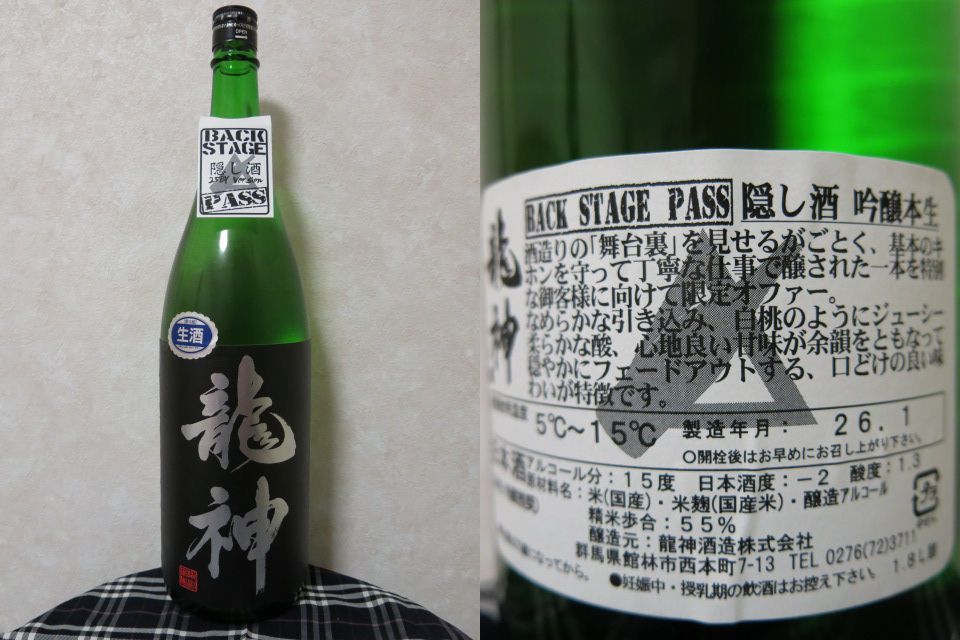 OPEN
BACK
STAGE
隠し酒
25BY Version
PASS
生酒
龍
神
龍
神
BACK STAGE PASS 隠し酒 吟醸本生
酒造りの「舞台裏」を見せるがごとく、基本のキ
ホンを守って丁寧な仕事で醸された一本を特別
な御客様に向けて限定オファー。
なめらかな引き込み、白桃のようにジューシー
柔らかな酸、心地良い甘味が余韻をともなって
穏やかにフェードアウトする、口どけの良い味
わいが特徴です。
温度 5℃～15℃ 製造年月： 26.1
○開栓後はお早めにお召し上がり下さい。
本酒 アルコール分：15度 日本酒度：－2 酸度：1.3
原材料名：米(国産)・米麹(国産米)・醸造アルコール
精米歩合：55%
醸造元：龍神酒造株式会社
群馬県館林市西本町7-13 TEL 0276(72)3711
になってから。 ●妊娠中・授乳期の飲酒はお控え下さい。 1.8L詰